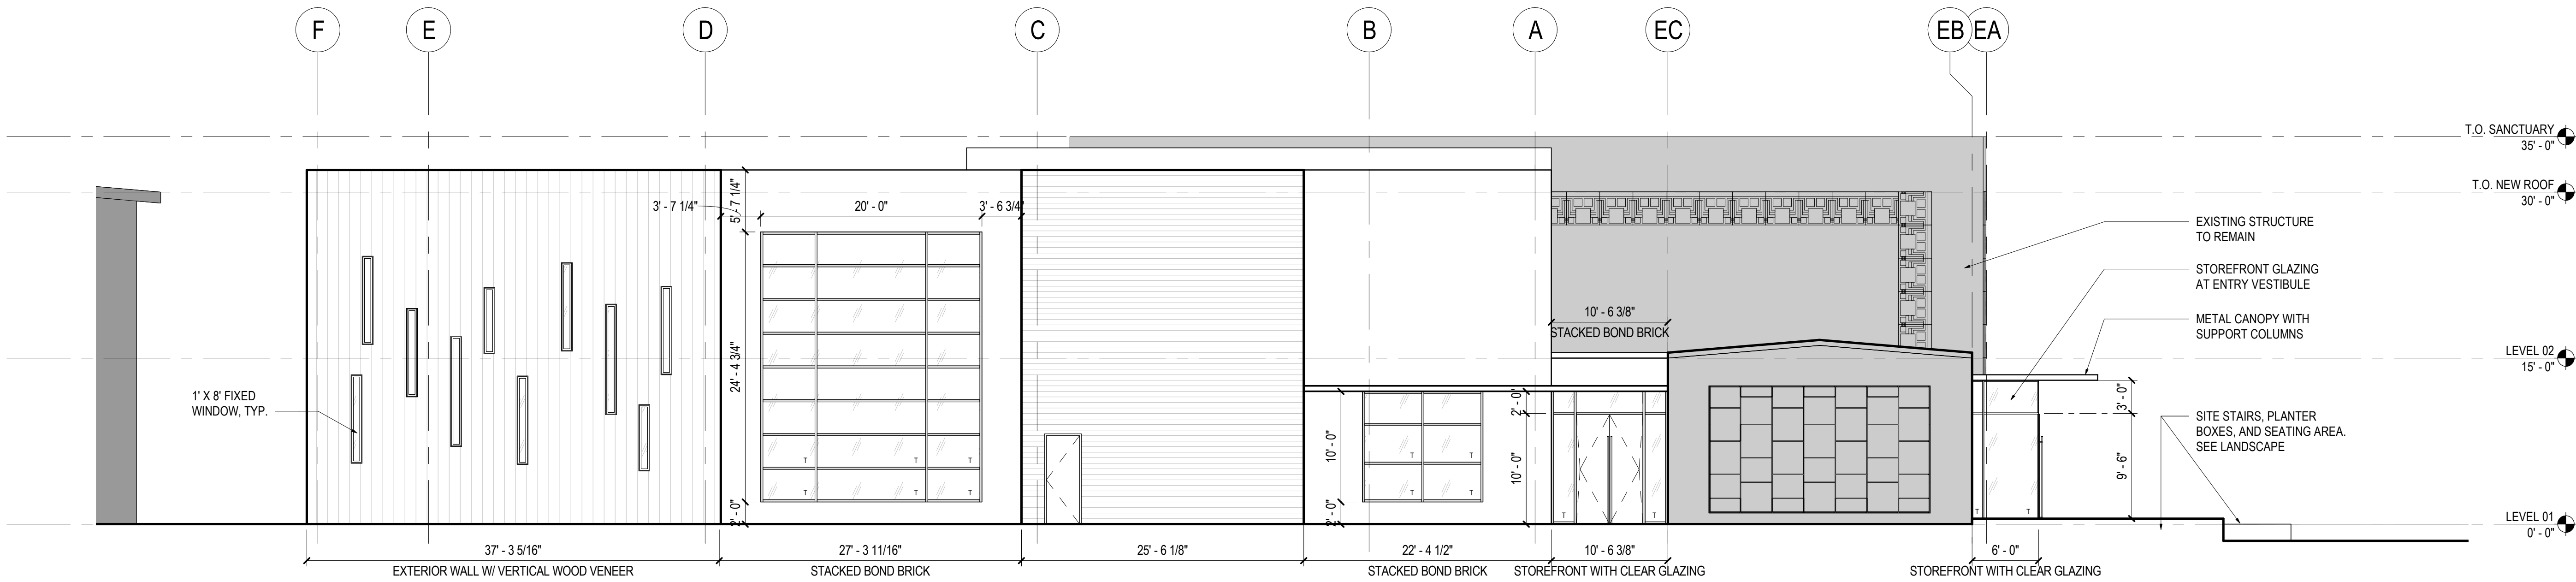 F
E
D
C
B
A
EC
EB
EA
T.O. SANCTUARY
35' - 0"
T.O. NEW ROOF
30' - 0"
3' - 7 1/4"
5' - 7 1/4"
20' - 0"
3' - 6 3/4"
EXISTING STRUCTURE
TO REMAIN
STOREFRONT GLAZING
AT ENTRY VESTIBULE
10' - 6 3/8"
STACKED BOND BRICK
METAL CANOPY WITH
SUPPORT COLUMNS
LEVEL 02
15' - 0"
24' - 4 3/4"
1' X 8' FIXED
WINDOW, TYP.
2' - 0"
3' - 0"
10' - 0"
10' - 0"
9' - 6"
SITE STAIRS, PLANTER
BOXES, AND SEATING AREA.
SEE LANDSCAPE
T T T
T T T
T T
T T
T T
T T
2' - 0"
2' - 0"
LEVEL 01
0' - 0"
37' - 3 5/16"
27' - 3 11/16"
25' - 6 1/8"
22' - 4 1/2"
10' - 6 3/8"
6' - 0"
EXTERIOR WALL W/ VERTICAL WOOD VENEER
STACKED BOND BRICK
STACKED BOND BRICK
STOREFRONT WITH CLEAR GLAZING
STOREFRONT WITH CLEAR GLAZING